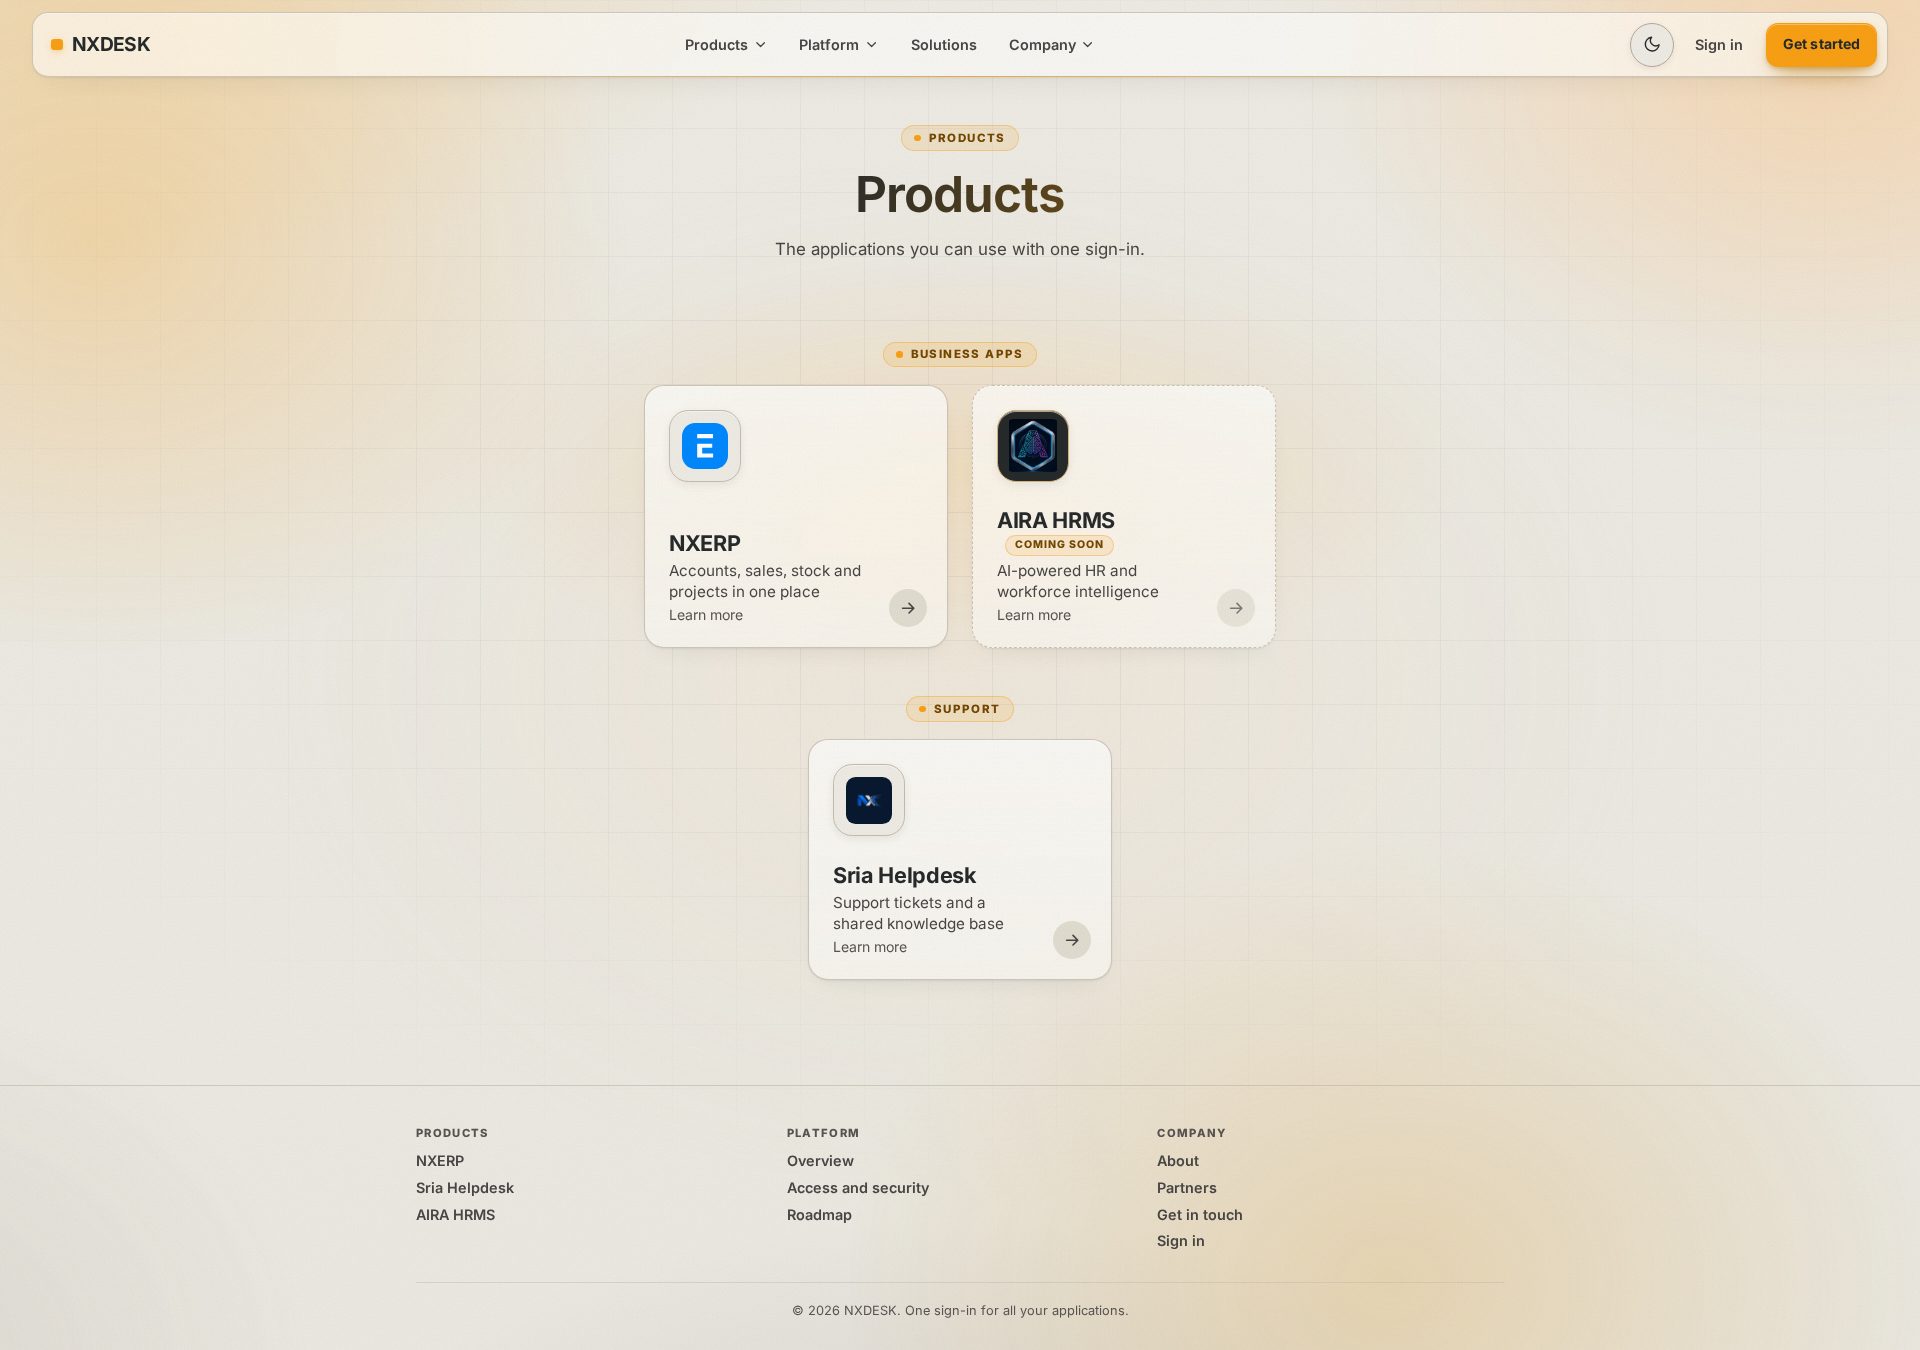 NXDESK
Products
Platform
Solutions
Company
Sign in
Get started
PRODUCTS
Products
The applications you can use with one sign-in.
BUSINESS APPS
E
NXERP
Accounts, sales, stock and
projects in one place
Learn more
A
AIRA HRMS
COMING SOON
AI-powered HR and
workforce intelligence
Learn more
SUPPORT
NX
Sria Helpdesk
Support tickets and a
shared knowledge base
Learn more
PRODUCTS
NXERP
Sria Helpdesk
AIRA HRMS
PLATFORM
Overview
Access and security
Roadmap
COMPANY
About
Partners
Get in touch
Sign in
© 2026 NXDESK. One sign-in for all your applications.